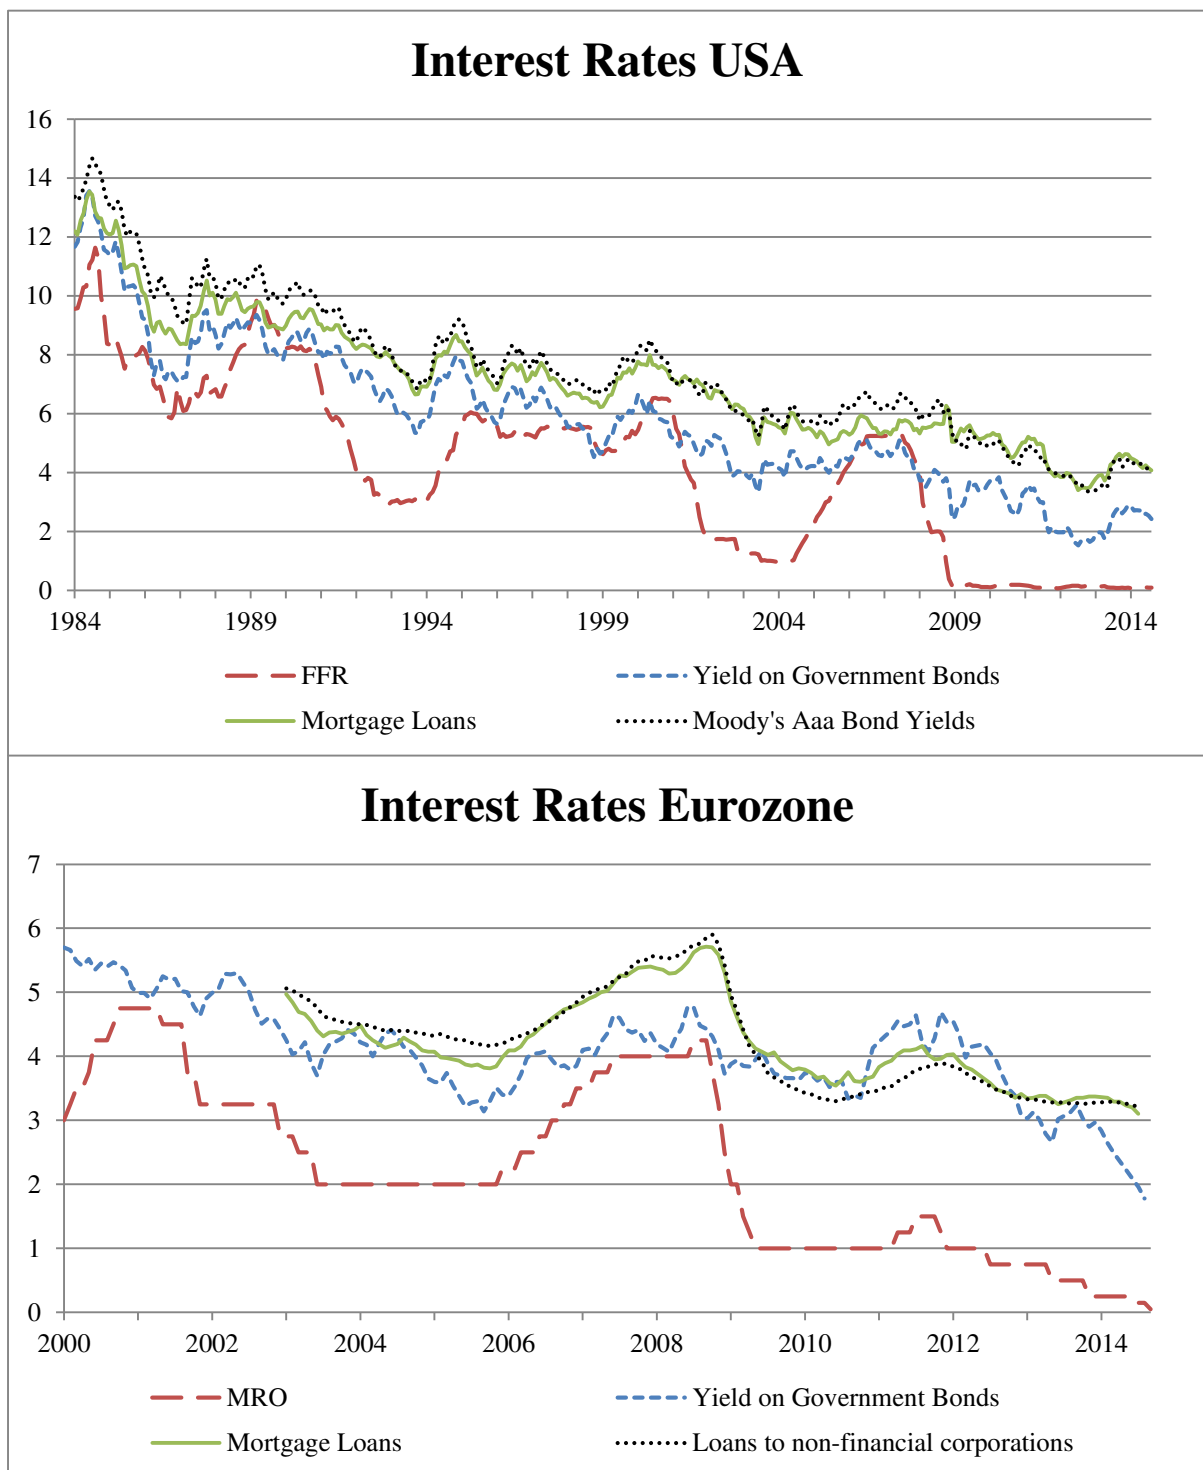 Interest Rates USA
16
14
12
10
8
6
4
2
0
1984 1989 1994 1999 2004 2009 2014
FFR Yield on Government Bonds
Mortgage Loans Moody's Aaa Bond Yields
Interest Rates Eurozone
7
6
5
4
3
2
1
0
2000 2002 2004 2006 2008 2010 2012 2014
MRO Yield on Government Bonds
Mortgage Loans Loans to non-financial corporations